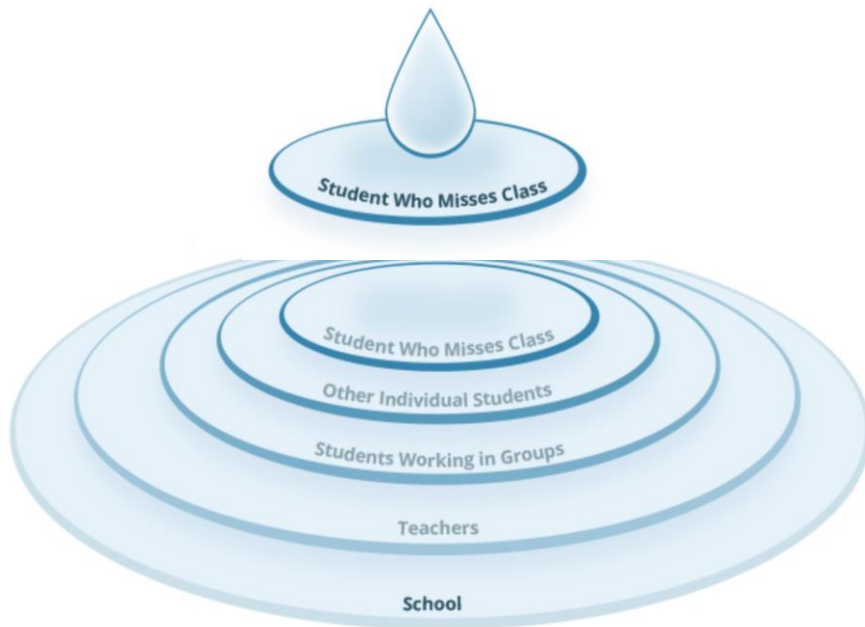 Student Who Misses Class
Student Who Misses Class
Other Individual Students
Students Working in Groups
Teachers
School